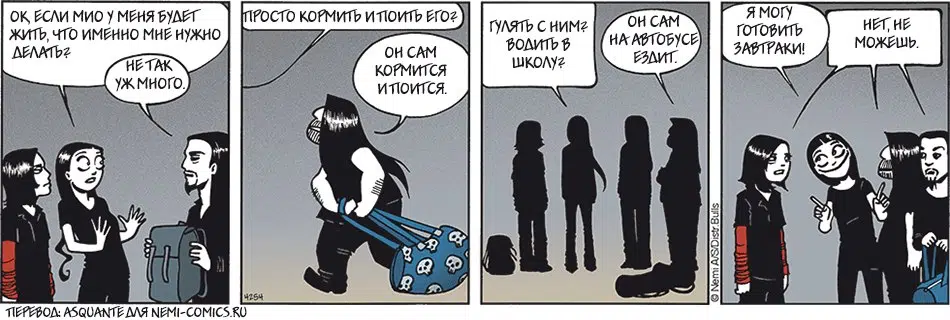 ОК, ЕСЛИ МИО У МЕНЯ БУДЕТ
ЖИТЬ, ЧТО ИМЕННО МНЕ НУЖНО
ДЕЛАТЬ?
НЕ ТАК
УЖ МНОГО.
ПРОСТО КОРМИТЬ И ПОИТЬ ЕГО?
ОН САМ
КОРМИТСЯ
И ПОИТСЯ.
4254
ГУЛЯТЬ С НИМ?
ВОДИТЬ В
ШКОЛУ?
ОН САМ
НА АВТОБУСЕ
ЕЗДИТ.
Я МОГУ
ГОТОВИТЬ
ЗАВТРАКИ!
НЕТ, НЕ
МОЖЕШЬ.
© Nemi A/S/Distr. Bulls
ПЕРЕВОД: ASQUANTE ДЛЯ NEMI-COMICS.RU